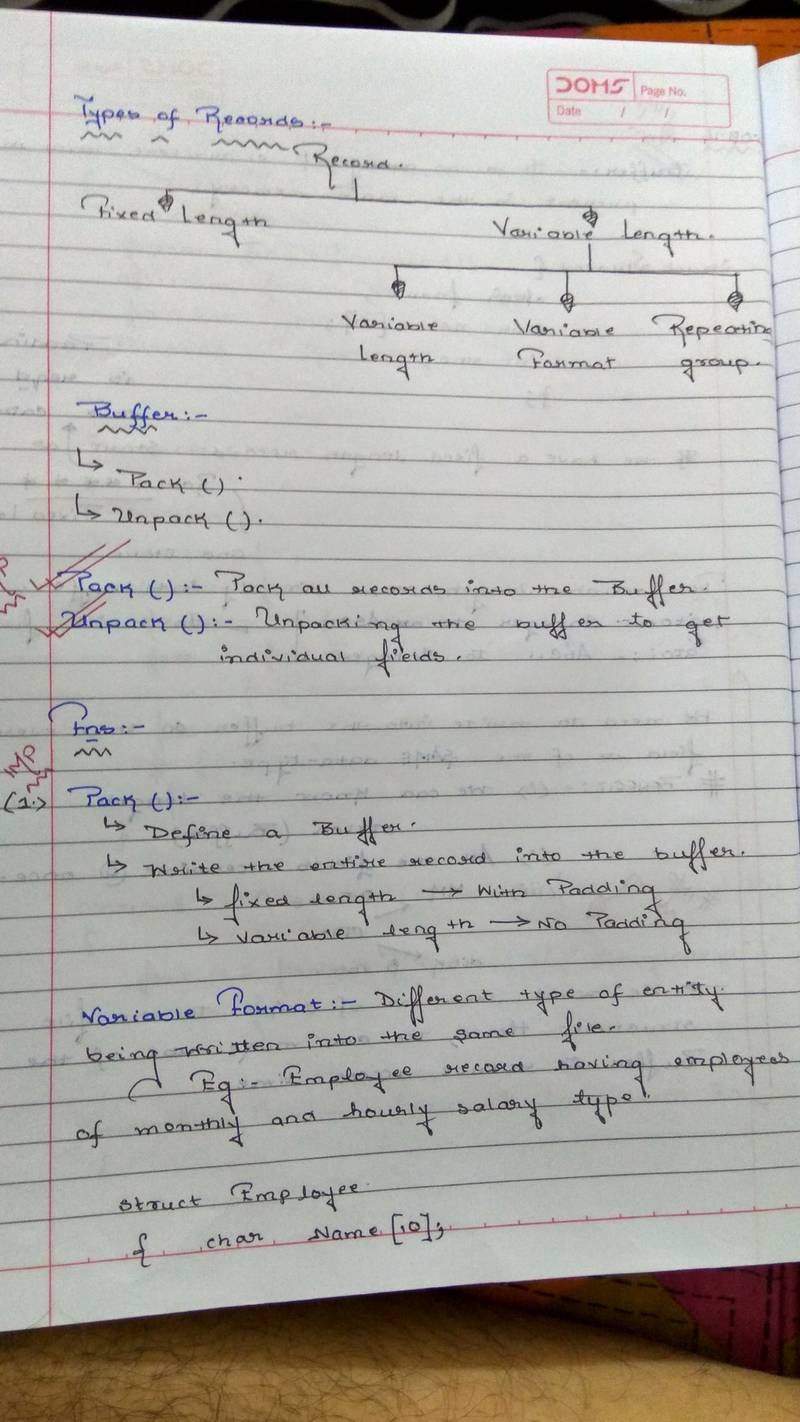 DOMS Page No.
Date / /
Types of Records:-
Record.
Fixed Length
Variable Length.
Variable Length
Variable Format
Repeating group.
Buffer:-
↳ Pack ().
↳ Unpack ().
Pack ():- Pack all records into the Buffer.
Unpack ():- Unpacking the buffer to get
individual fields.
Fns:-
(1.) Pack ():-
↳ Define a Buffer.
↳ Write the entire record into the buffer.
↳ fixed length → With Padding
↳ variable length → No Padding
Variable Format:- Different type of entity
being written into the same file.
Eg:- Employee record having employees
of monthly and hourly salary type.
struct Employee
{ char Name[10];